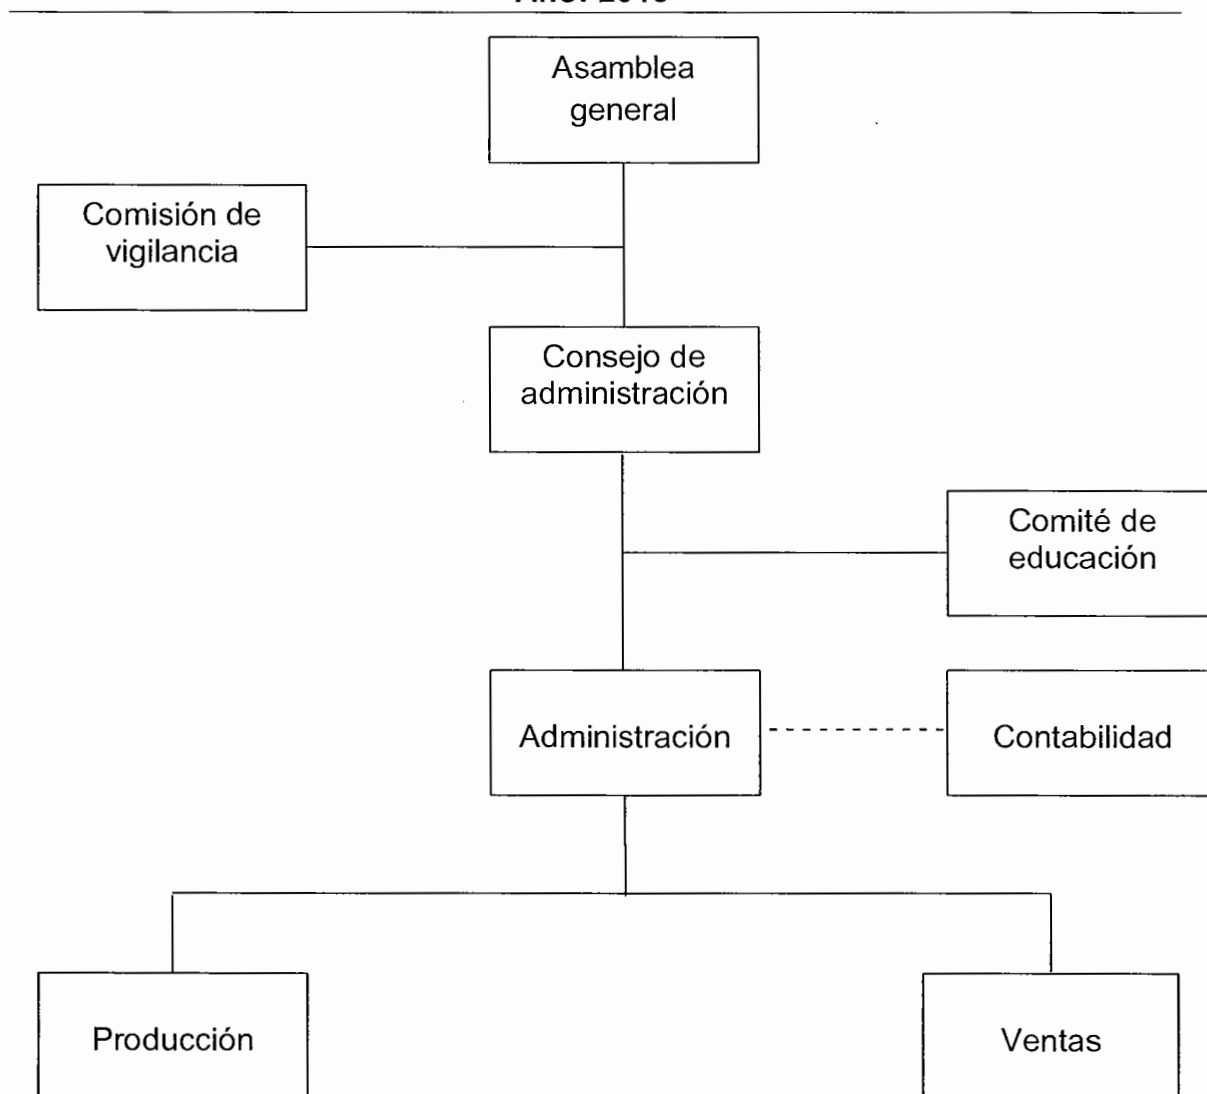 Asamblea
general
Comisión de
vigilancia
Consejo de
administración
Comité de
educación
Administración
Contabilidad
Producción
Ventas